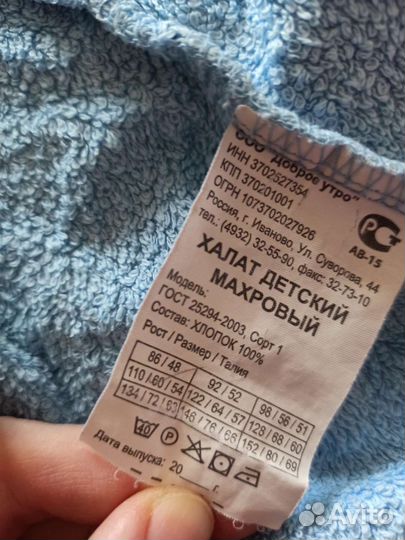 ООО "Доброе утро"
ИНН 370252735
КПП 370201001
ОГРН 1073702027926
Россия, г. Иваново, Ул. Суворова, 44
тел.: (4932) 32-55-90, факс: 32-73-10
АВ-15
ХАЛАТ ДЕТСКИЙ
МАХРОВЫЙ
Модель:
ГОСТ 25294-2003, Сорт 1
Состав: ХЛОПОК 100%
Рост / Размер / Талия
86 / 48 92 / 52 98 / 56 / 51
110 / 60 / 54 122 / 64 / 57 128 / 68 / 60
134 / 72 / 63 146 / 76 / 66 152 / 80 / 69
40 P
Дата выпуска: 20 г.
Avito